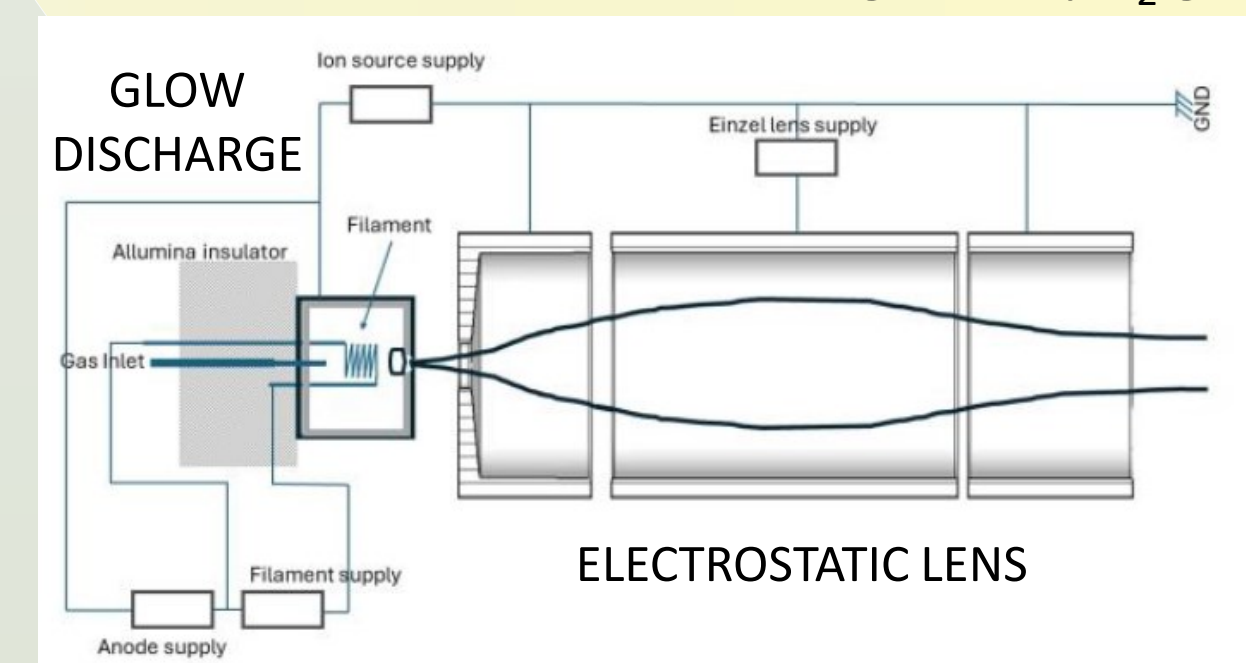 2
Ion source supply
GLOW
DISCHARGE
GND
Einzel lens supply
Filament
Allumina insulator
Gas Inlet
ELECTROSTATIC LENS
Filament supply
Anode supply